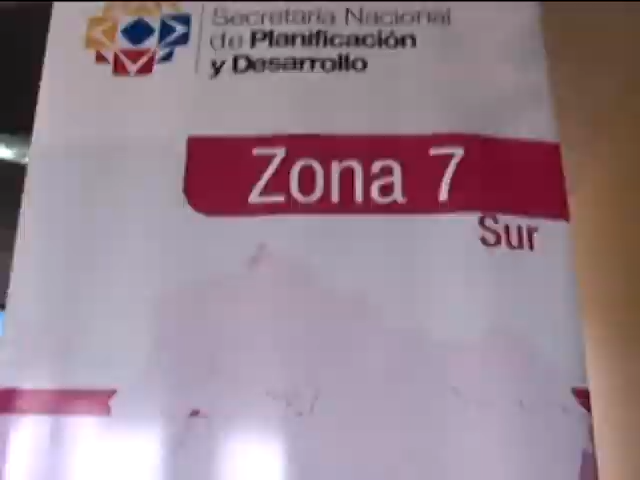 Secretaría Nacional
de Planificación
y Desarrollo
Zona 7
Sur